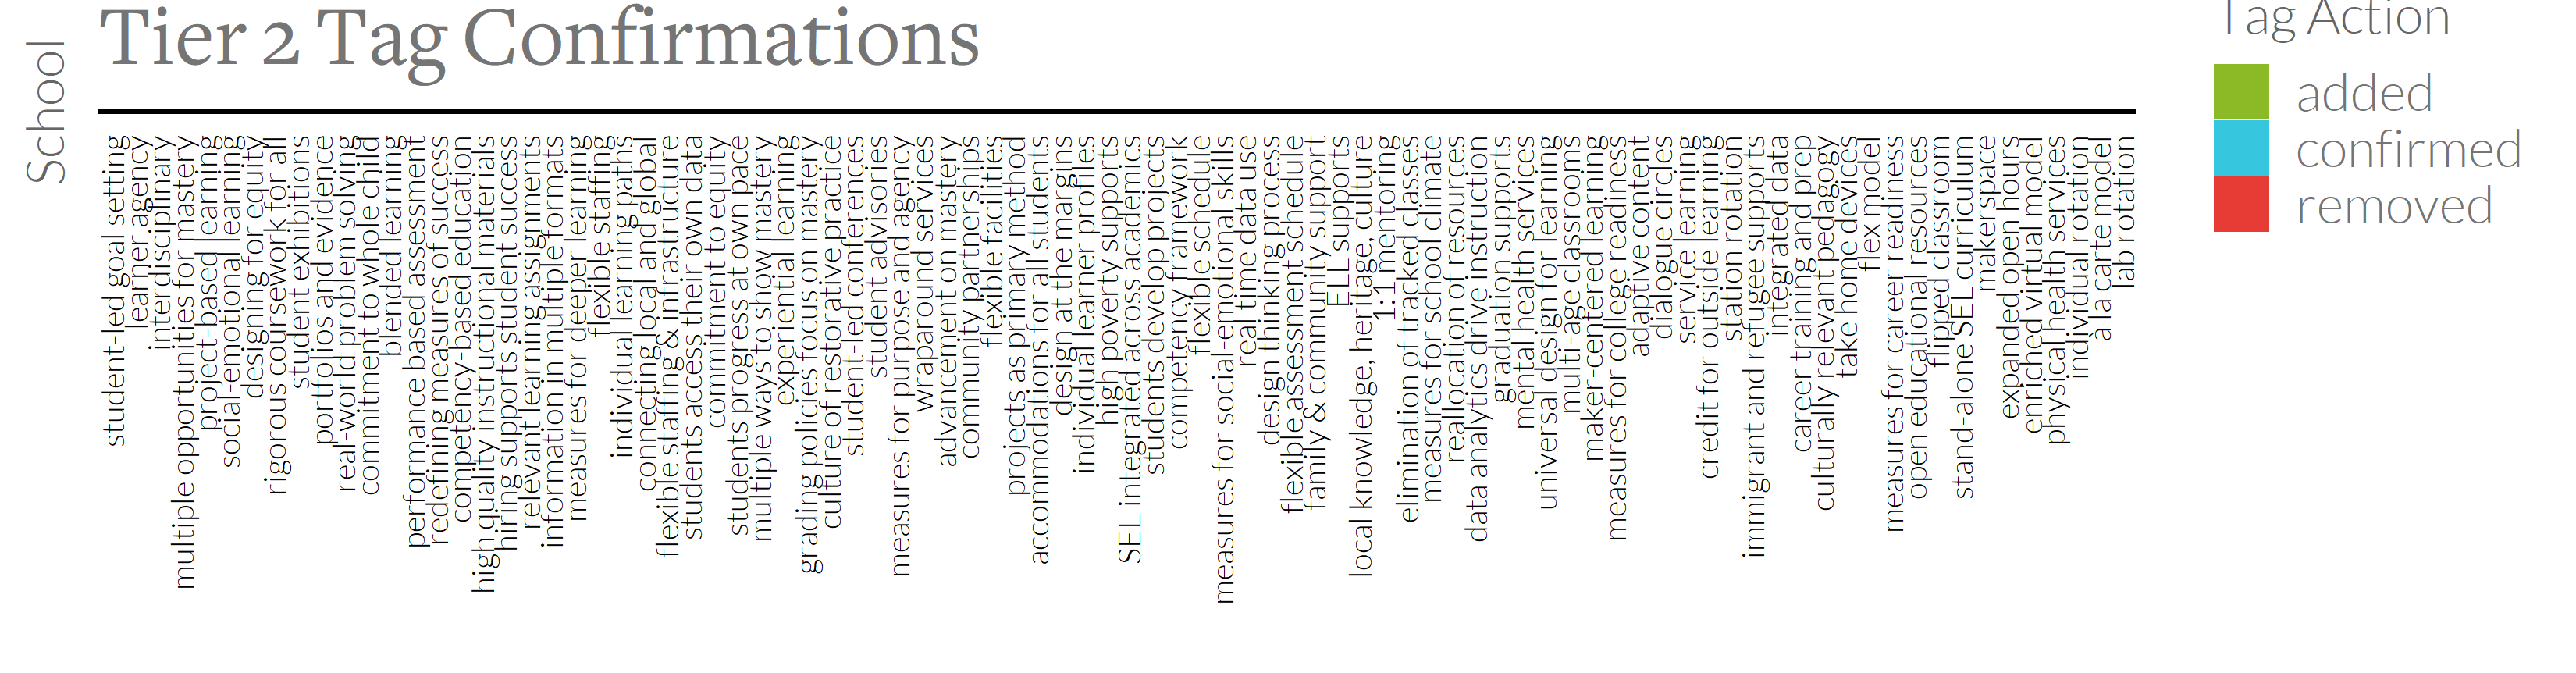 School
Tier 2 Tag Confirmations
student-led goal setting
learner agency
interdisciplinary
multiple opportunities for mastery
project-based learning
social-emotional learning
designing for equity
rigorous coursework for all
student exhibitions
portfolios and evidence
real-world problem solving
commitment to whole child
blended learning
performance based assessment
redefining measures of success
competency-based education
high quality instructional materials
hiring supports student success
relevant learning assignments
information in multiple formats
measures for deeper learning
flexible staffing
individual learning paths
connecting local and global
flexible staffing & infrastructure
students access their own data
commitment to equity
students progress at own pace
multiple ways to show mastery
experiential learning
grading policies focus on mastery
culture of restorative practice
student-led conferences
student advisories
measures for purpose and agency
wraparound services
advancement on mastery
community partnerships
flexible facilities
projects as primary method
accommodations for all students
design at the margins
individual learner profiles
high poverty supports
SEL integrated across academics
students develop projects
competency framework
flexible schedule
measures for social-emotional skills
real time data use
design thinking process
flexible assessment schedule
family & community support
ELL supports
local knowledge, heritage, culture
1:1 mentoring
elimination of tracked classes
measures for school climate
reallocation of resources
data analytics drive instruction
graduation supports
mental health services
universal design for learning
multi-age classrooms
maker-centered learning
measures for college readiness
adaptive content
dialogue circles
service learning
credit for outside learning
station rotation
immigrant and refugee supports
integrated data
career training and prep
culturally relevant pedagogy
take home devices
flex model
measures for career readiness
open educational resources
flipped classroom
stand-alone SEL curriculum
makerspace
expanded open hours
enriched virtual model
physical health services
individual rotation
à la carte model
lab rotation
Tag Action
added
confirmed
removed